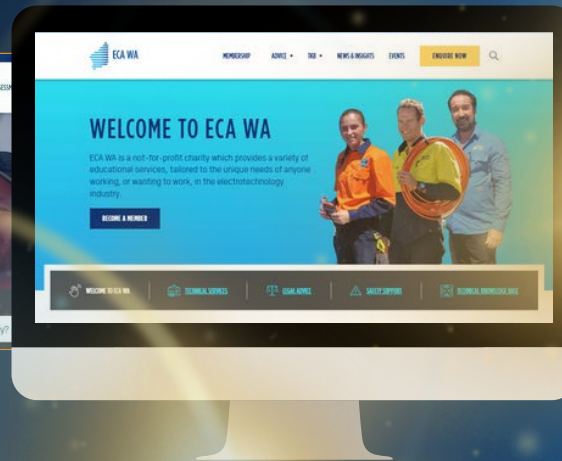 ECA WA
MEMBERSHIP ADVICE TKB NEWS & INSIGHTS EVENTS ENQUIRE NOW
WELCOME TO ECA WA
ECA WA is a not-for-profit charity which provides a variety of
educational services, tailored to the unique needs of anyone
working, or wanting to work, in the electrotechnology
industry.
BECOME A MEMBER
WELCOME TO ECA WA TECHNICAL SERVICES LEGAL ADVICE SAFETY SUPPORT TECHNICAL KNOWLEDGE BASE